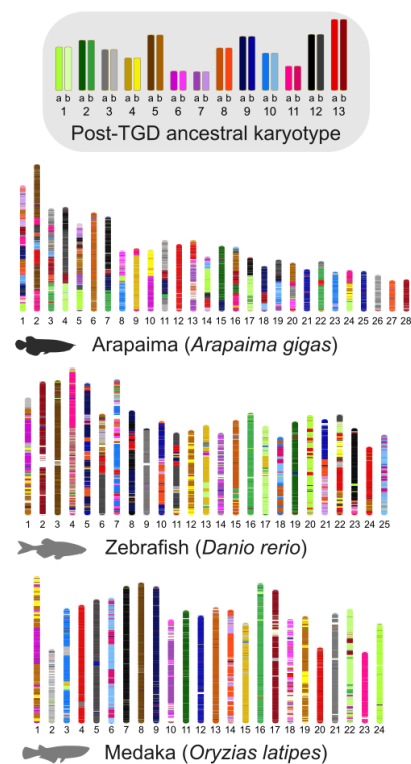 a b a b a b a b a b a b a b a b a b a b a b a b a b
1 2 3 4 5 6 7 8 9 10 11 12 13
Post-TGD ancestral karyotype
1 2 3 4 5 6 7 8 9 10 11 12 13 14 15 16 17 18 19 20 21 22 23 24 25 26 27 28
Arapaima (Arapaima gigas)
1 2 3 4 5 6 7 8 9 10 11 12 13 14 15 16 17 18 19 20 21 22 23 24 25
Zebrafish (Danio rerio)
1 2 3 4 5 6 7 8 9 10 11 12 13 14 15 16 17 18 19 20 21 22 23 24
Medaka (Oryzias latipes)